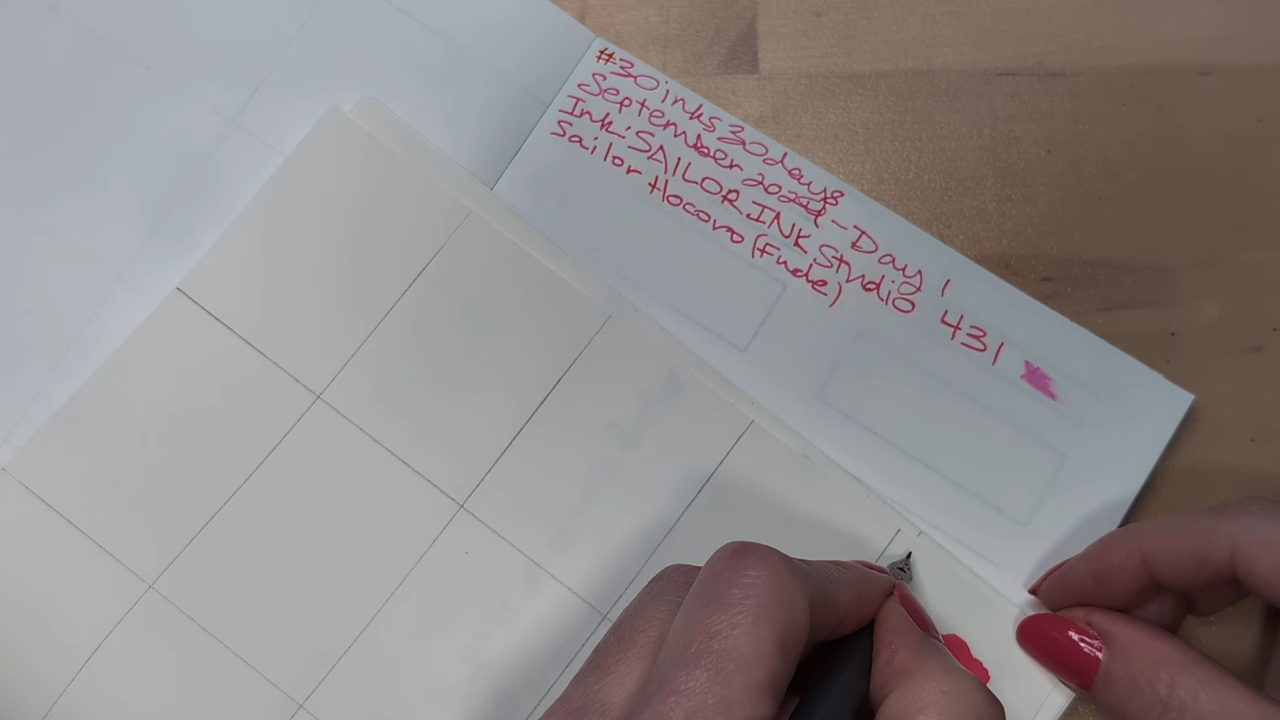 #30inks30days
September 2024 - Day 1
Ink: SAILOR INK Studio 431
Sailor Hocoro (Fude)